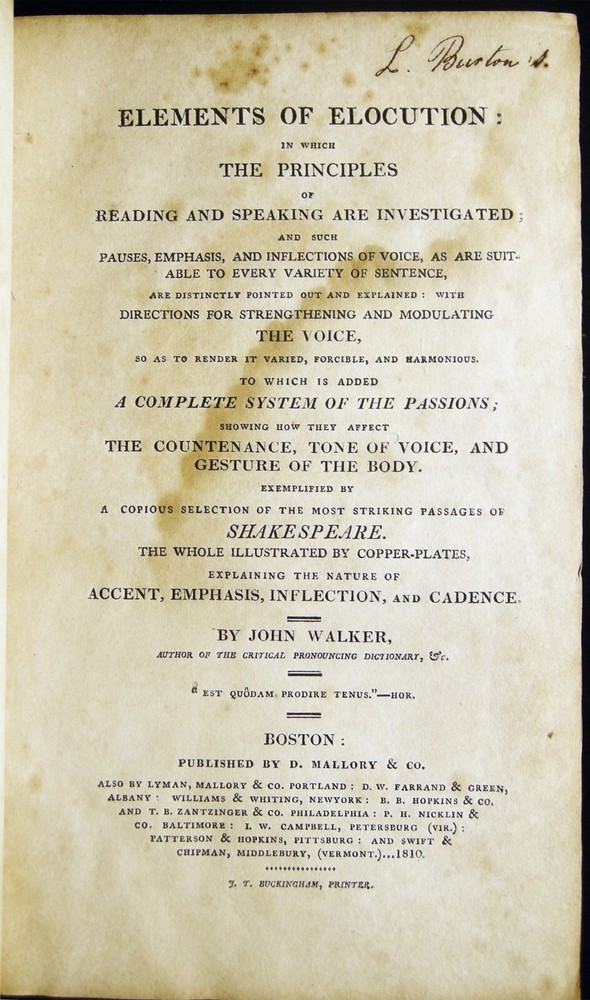 L. Burton's.
ELEMENTS OF ELOCUTION:
IN WHICH
THE PRINCIPLES
OF
READING AND SPEAKING ARE INVESTIGATED;
AND SUCH
PAUSES, EMPHASIS, AND INFLECTIONS OF VOICE, AS ARE SUIT-
ABLE TO EVERY VARIETY OF SENTENCE,
ARE DISTINCTLY POINTED OUT AND EXPLAINED: WITH
DIRECTIONS FOR STRENGTHENING AND MODULATING
THE VOICE,
SO AS TO RENDER IT VARIED, FORCIBLE, AND HARMONIOUS.
TO WHICH IS ADDED
A COMPLETE SYSTEM OF THE PASSIONS;
SHOWING HOW THEY AFFECT
THE COUNTENANCE, TONE OF VOICE, AND
GESTURE OF THE BODY.
EXEMPLIFIED BY
A COPIOUS SELECTION OF THE MOST STRIKING PASSAGES OF
SHAKESPEARE.
THE WHOLE ILLUSTRATED BY COPPER-PLATES,
EXPLAINING THE NATURE OF
ACCENT, EMPHASIS, INFLECTION, AND CADENCE.
BY JOHN WALKER,
AUTHOR OF THE CRITICAL PRONOUNCING DICTIONARY, &c.
"EST QUÔDAM PRODIRE TENUS."—HOR.
BOSTON:
PUBLISHED BY D. MALLORY & CO.
ALSO BY LYMAN, MALLORY & CO. PORTLAND: D. W. FARRAND & GREEN,
ALBANY: WILLIAMS & WHITING, NEWYORK: B. B. HOPKINS & CO.
AND T. B. ZANTZINGER & CO. PHILADELPHIA: P. H. NICKLIN &
CO. BALTIMORE: I. W. CAMPBELL, PETERSBURG (VIR.):
PATTERSON & HOPKINS, PITTSBURG: AND SWIFT &
CHIPMAN, MIDDLEBURY, (VERMONT.)...1810.
J. T. BUCKINGHAM, PRINTER.